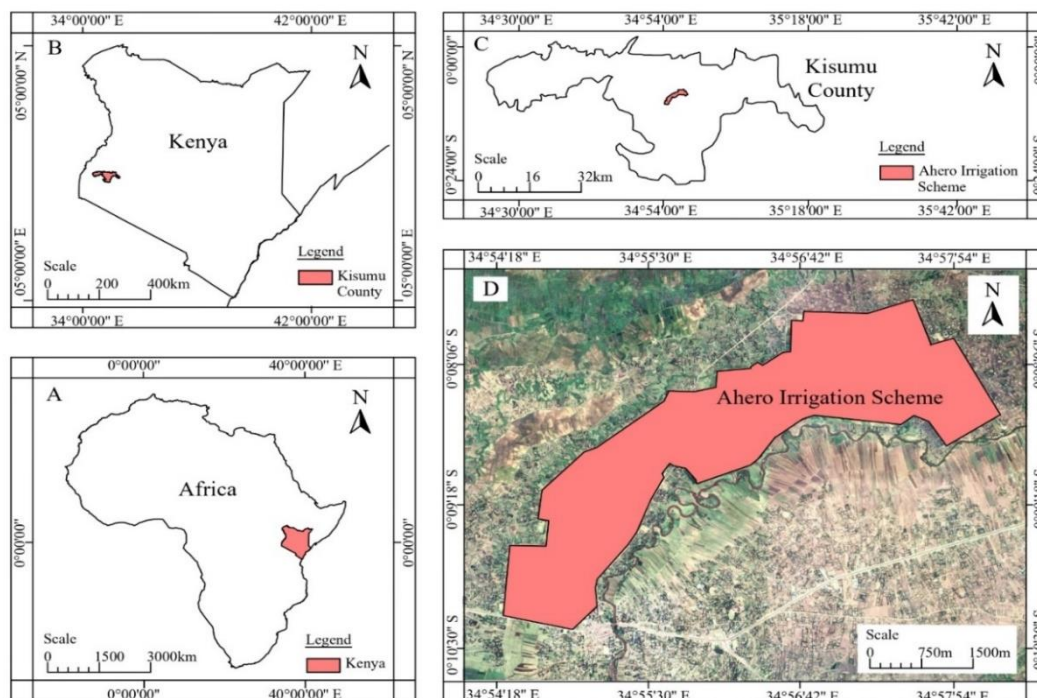 34°00'00" E 42°00'00" E
B
N
05°00'00" N
05°00'00" N
Kenya
Scale
0 200 400km
Legend
Kisumu
County
05°00'00" E
05°00'00" E
34°00'00" E 42°00'00" E
34°30'00" E 34°54'00" E 35°18'00" E 35°42'00" E
C
N
0°00'00"
Kisumu
County
Scale
0 16 32km
Legend
Ahero Irrigation
Scheme
0°24'00" S
34°30'00" E 34°54'00" E 35°18'00" E 35°42'00" E
0°00'00" 40°00'00" E
A
N
Africa
0°00'00"
0°00'00"
Scale
0 1500 3000km
Legend
Kenya
0°00'00" 40°00'00" E
34°54'18" E 34°55'30" E 34°56'42" E 34°57'54" E
D
N
0°08'06" S
Ahero Irrigation Scheme
0°09'18" S
0°10'30" S
Scale
0 750m 1500m
34°54'18" E 34°55'30" E 34°56'42" E 34°57'54" E